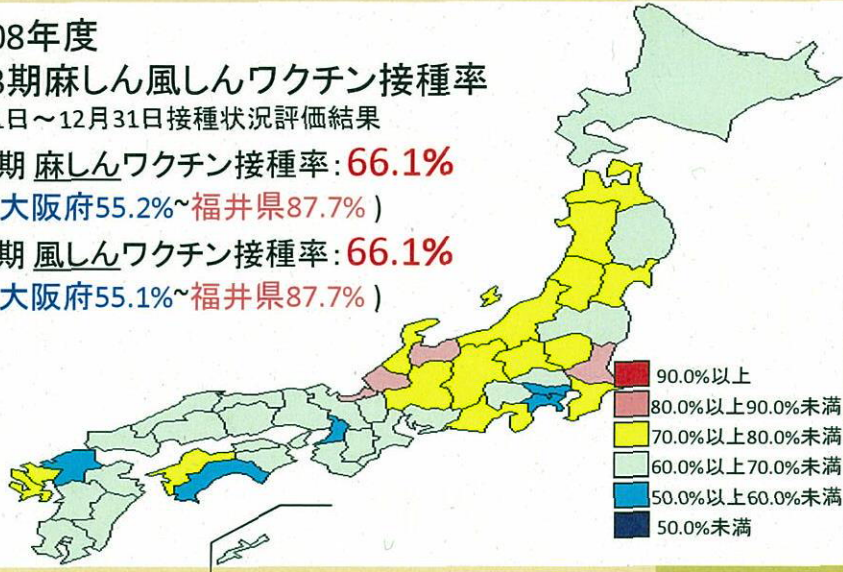 08年度
3期麻しん風しんワクチン接種率
1日～12月31日接種状況評価結果
期 麻しんワクチン接種率：66.1%
大阪府55.2%~福井県87.7% )
期 風しんワクチン接種率：66.1%
大阪府55.1%~福井県87.7% )
90.0%以上
80.0%以上90.0%未満
70.0%以上80.0%未満
60.0%以上70.0%未満
50.0%以上60.0%未満
50.0%未満